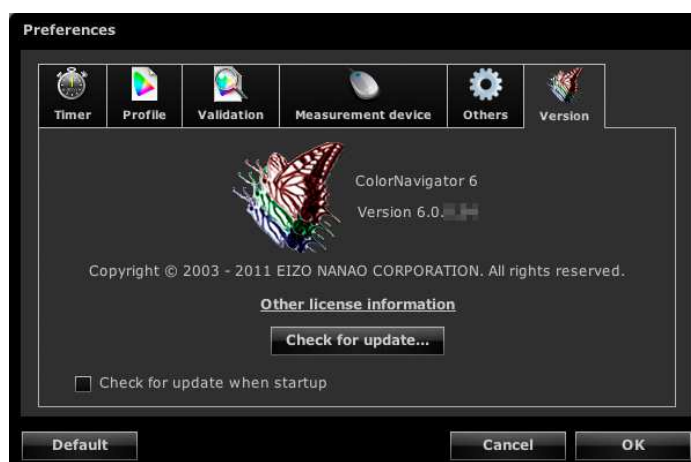 Preferences
Timer Profile Validation Measurement device Others Version
ColorNavigator 6
Version 6.0.
Copyright © 2003 - 2011 EIZO NANAO CORPORATION. All rights reserved.
Other license information
Check for update...
Check for update when startup
Default Cancel OK